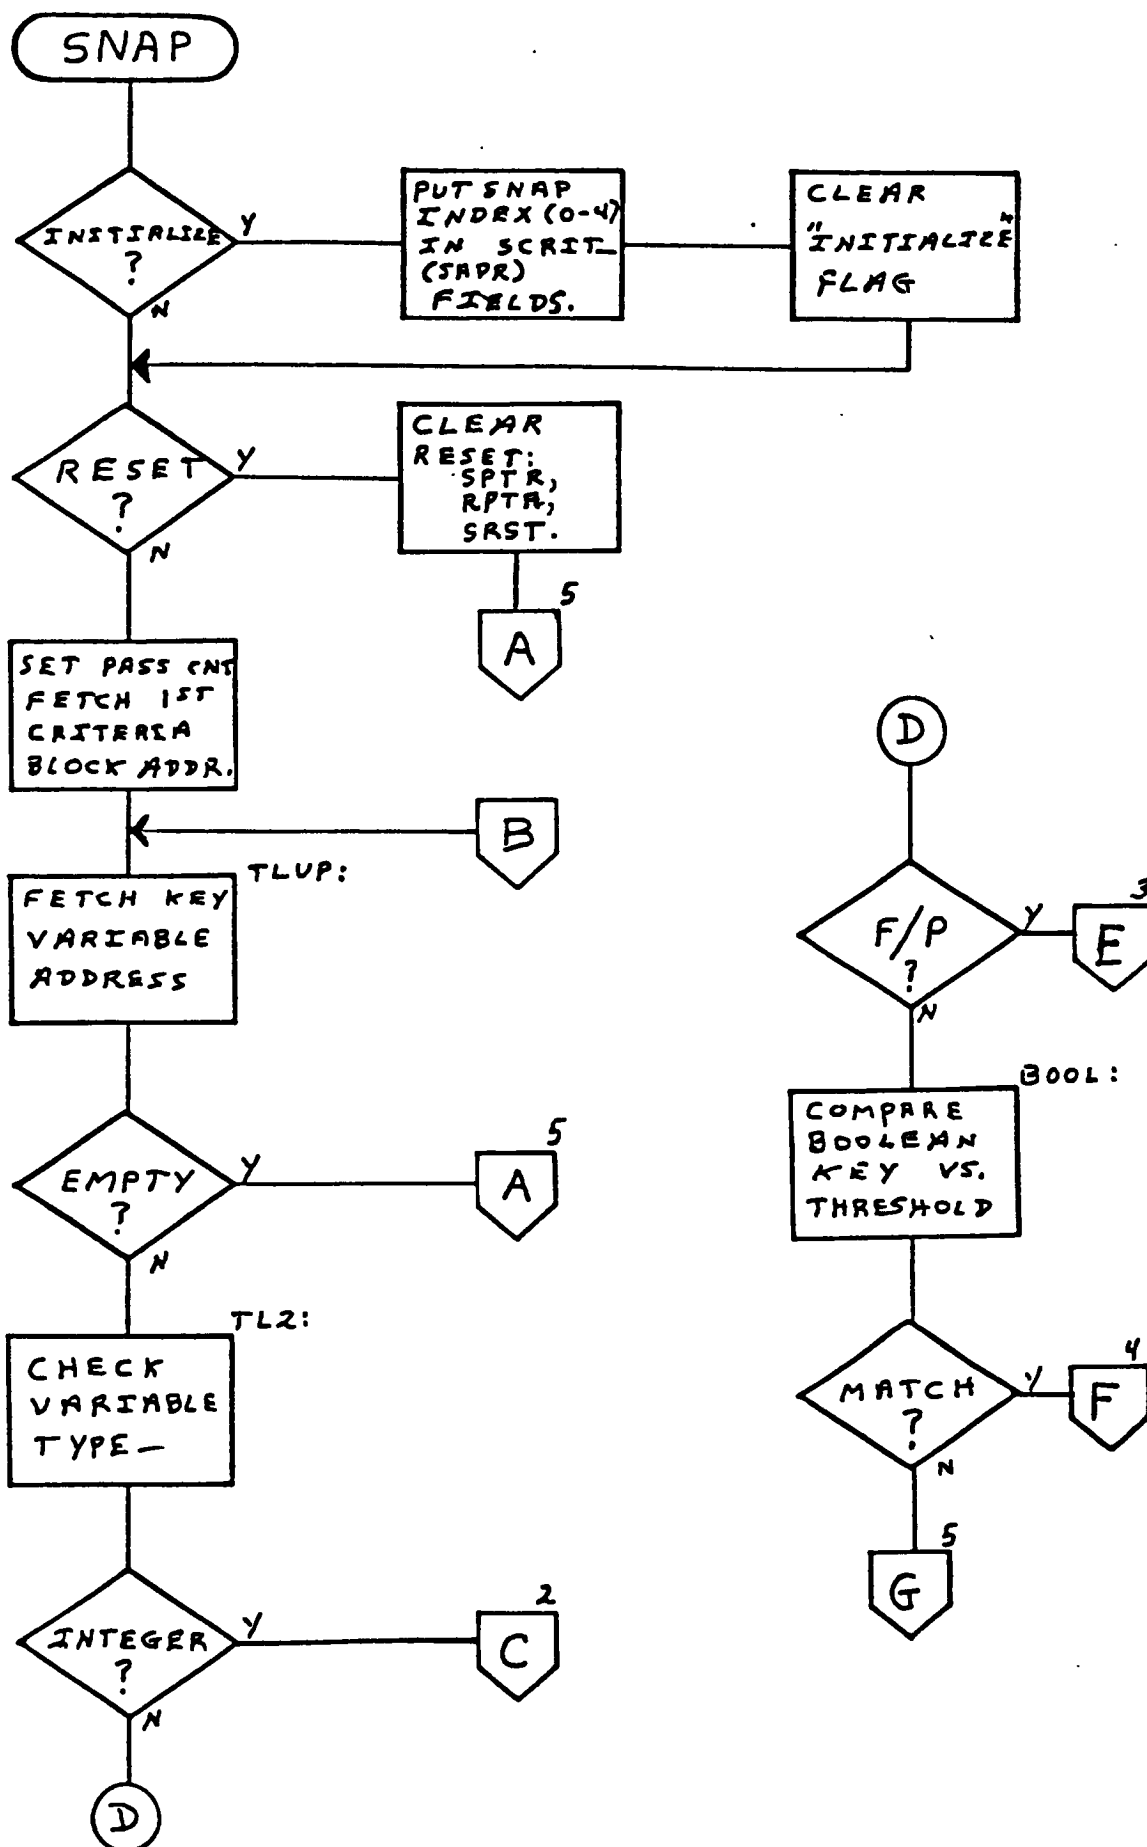 SNAP
INITIALIZE
?
Y
N
PUT SNAP
INDEX (0-4)
IN SCRIT_
(SADR)
FIELDS.
CLEAR
"INITIALIZE"
FLAG
RESET
?
Y
N
CLEAR
RESET:
SPTR,
RPTR,
SRST.
5
A
SET PASS CNT
FETCH 1ST
CRITERIA
BLOCK ADDR.
B
TLUP:
FETCH KEY
VARIABLE
ADDRESS
EMPTY
?
Y
N
5
A
TL2:
CHECK
VARIABLE
TYPE—
INTEGER
?
Y
N
2
C
D
D
F/P
?
Y
N
3
E
BOOL:
COMPARE
BOOLEAN
KEY VS.
THRESHOLD
MATCH
?
Y
N
4
F
5
G